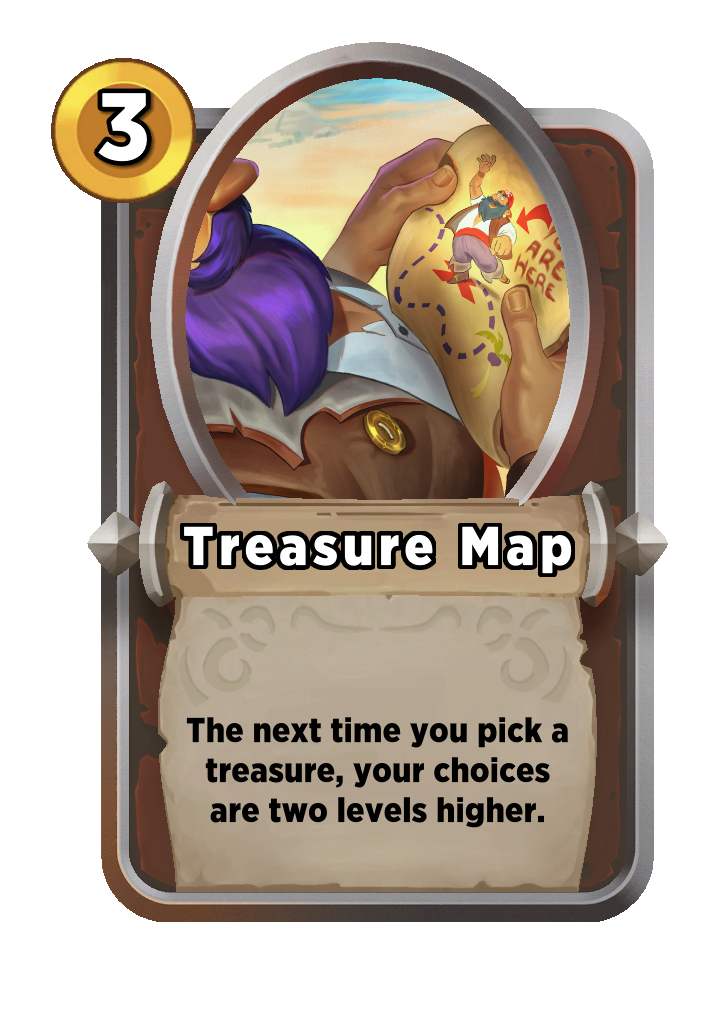 3
ARE
HERE
Treasure Map
The next time you pick a
treasure, your choices
are two levels higher.